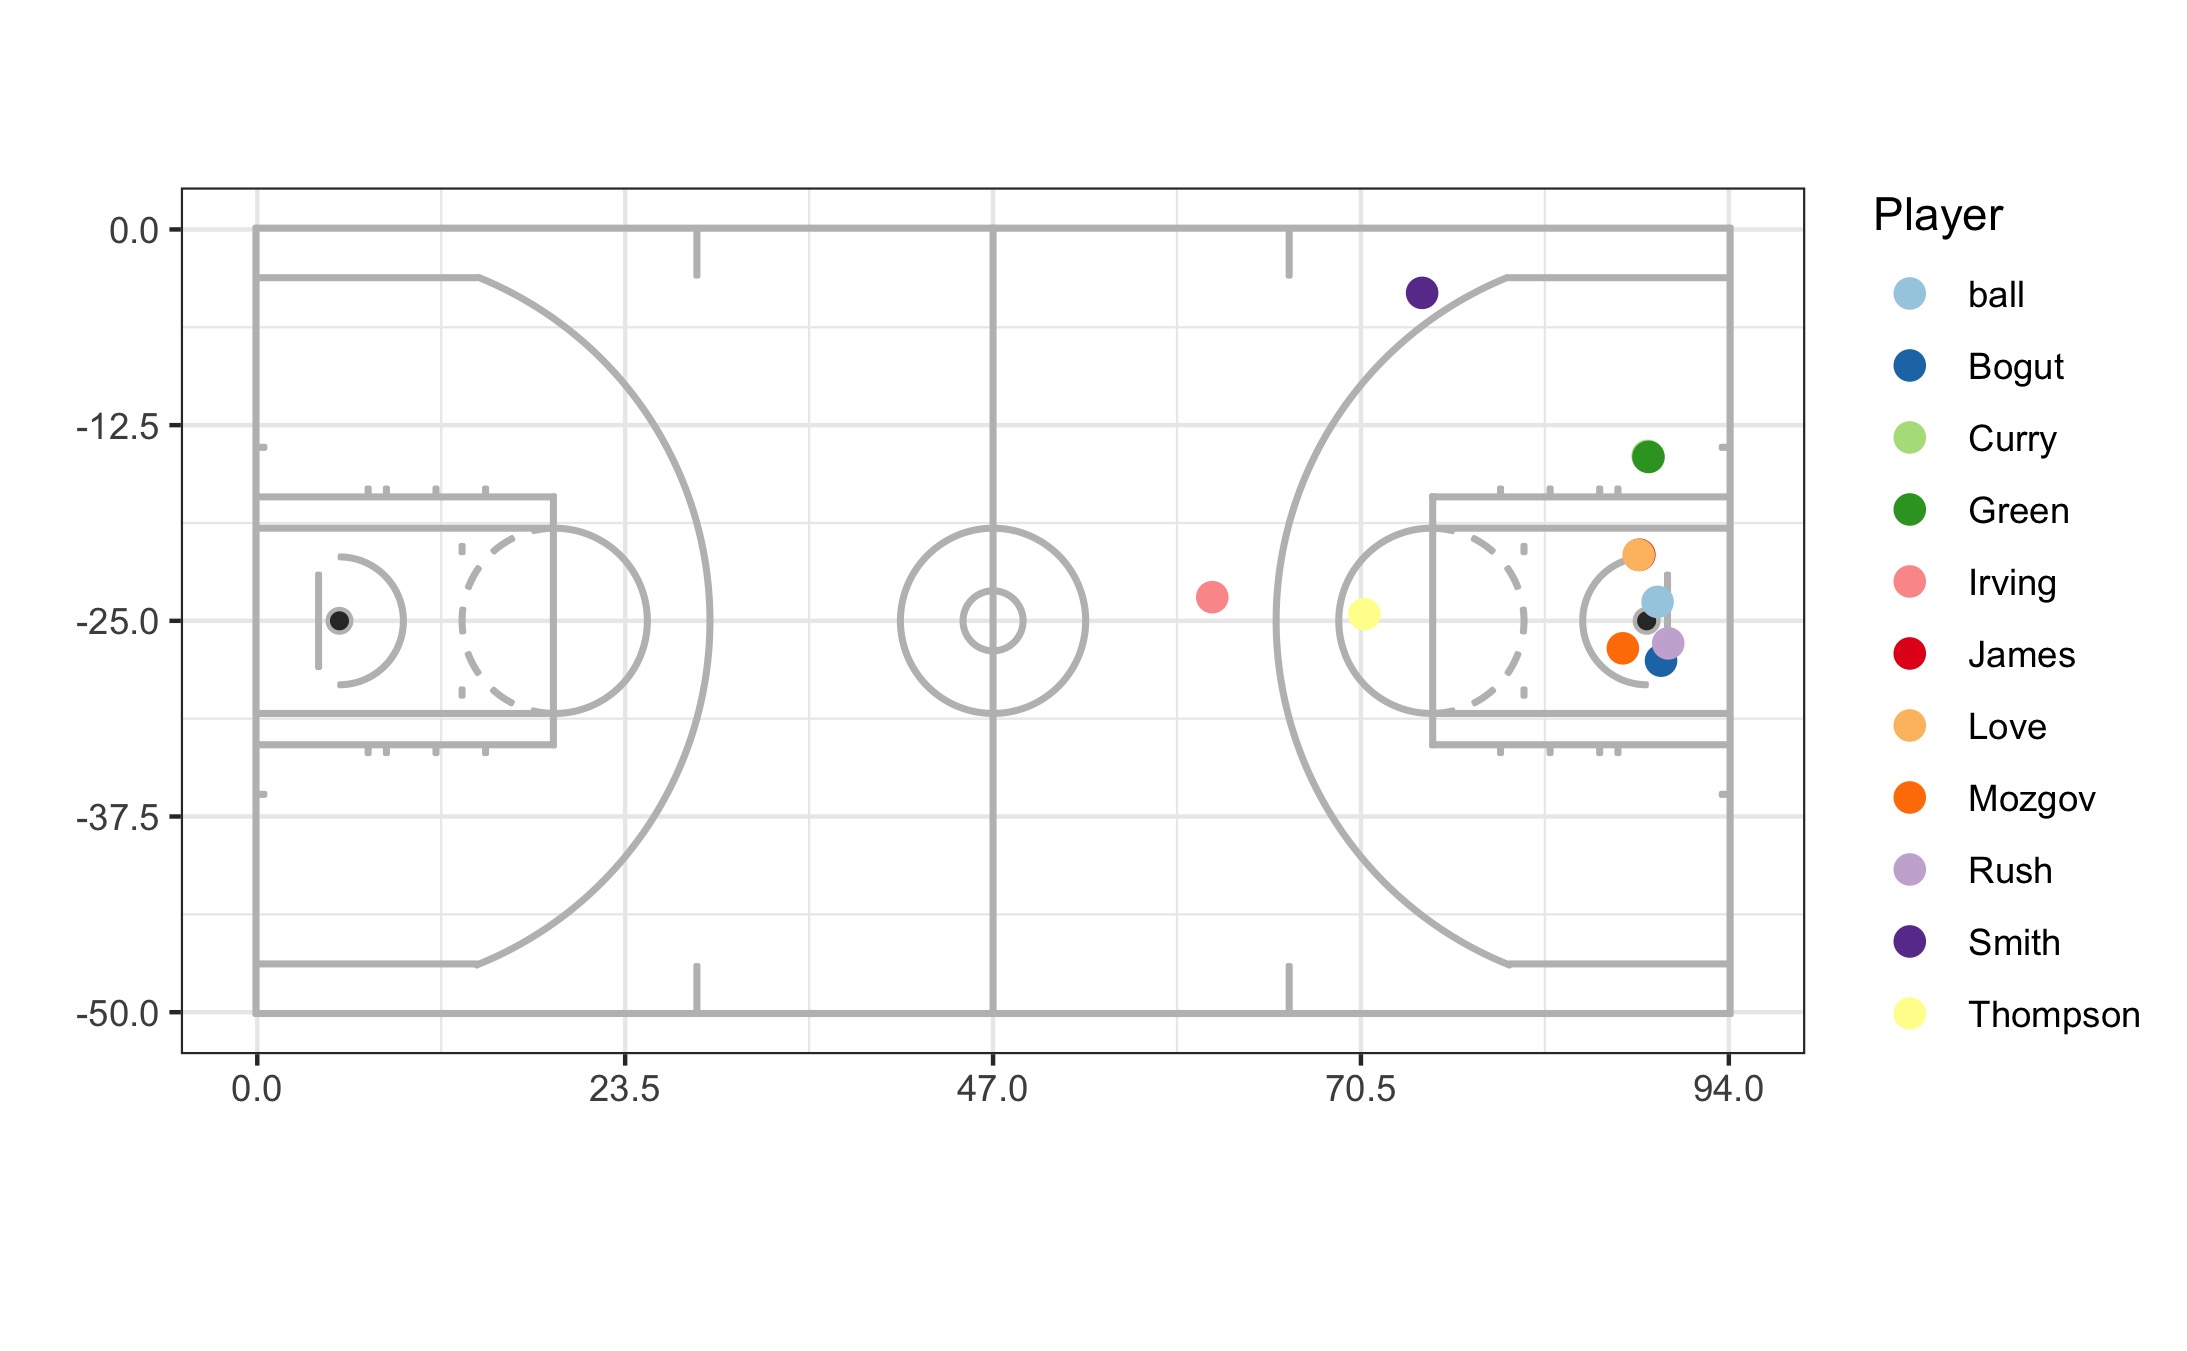 0.0
-12.5
-25.0
-37.5
-50.0
0.0
23.5
47.0
70.5
94.0
Player
ball
Bogut
Curry
Green
Irving
James
Love
Mozgov
Rush
Smith
Thompson